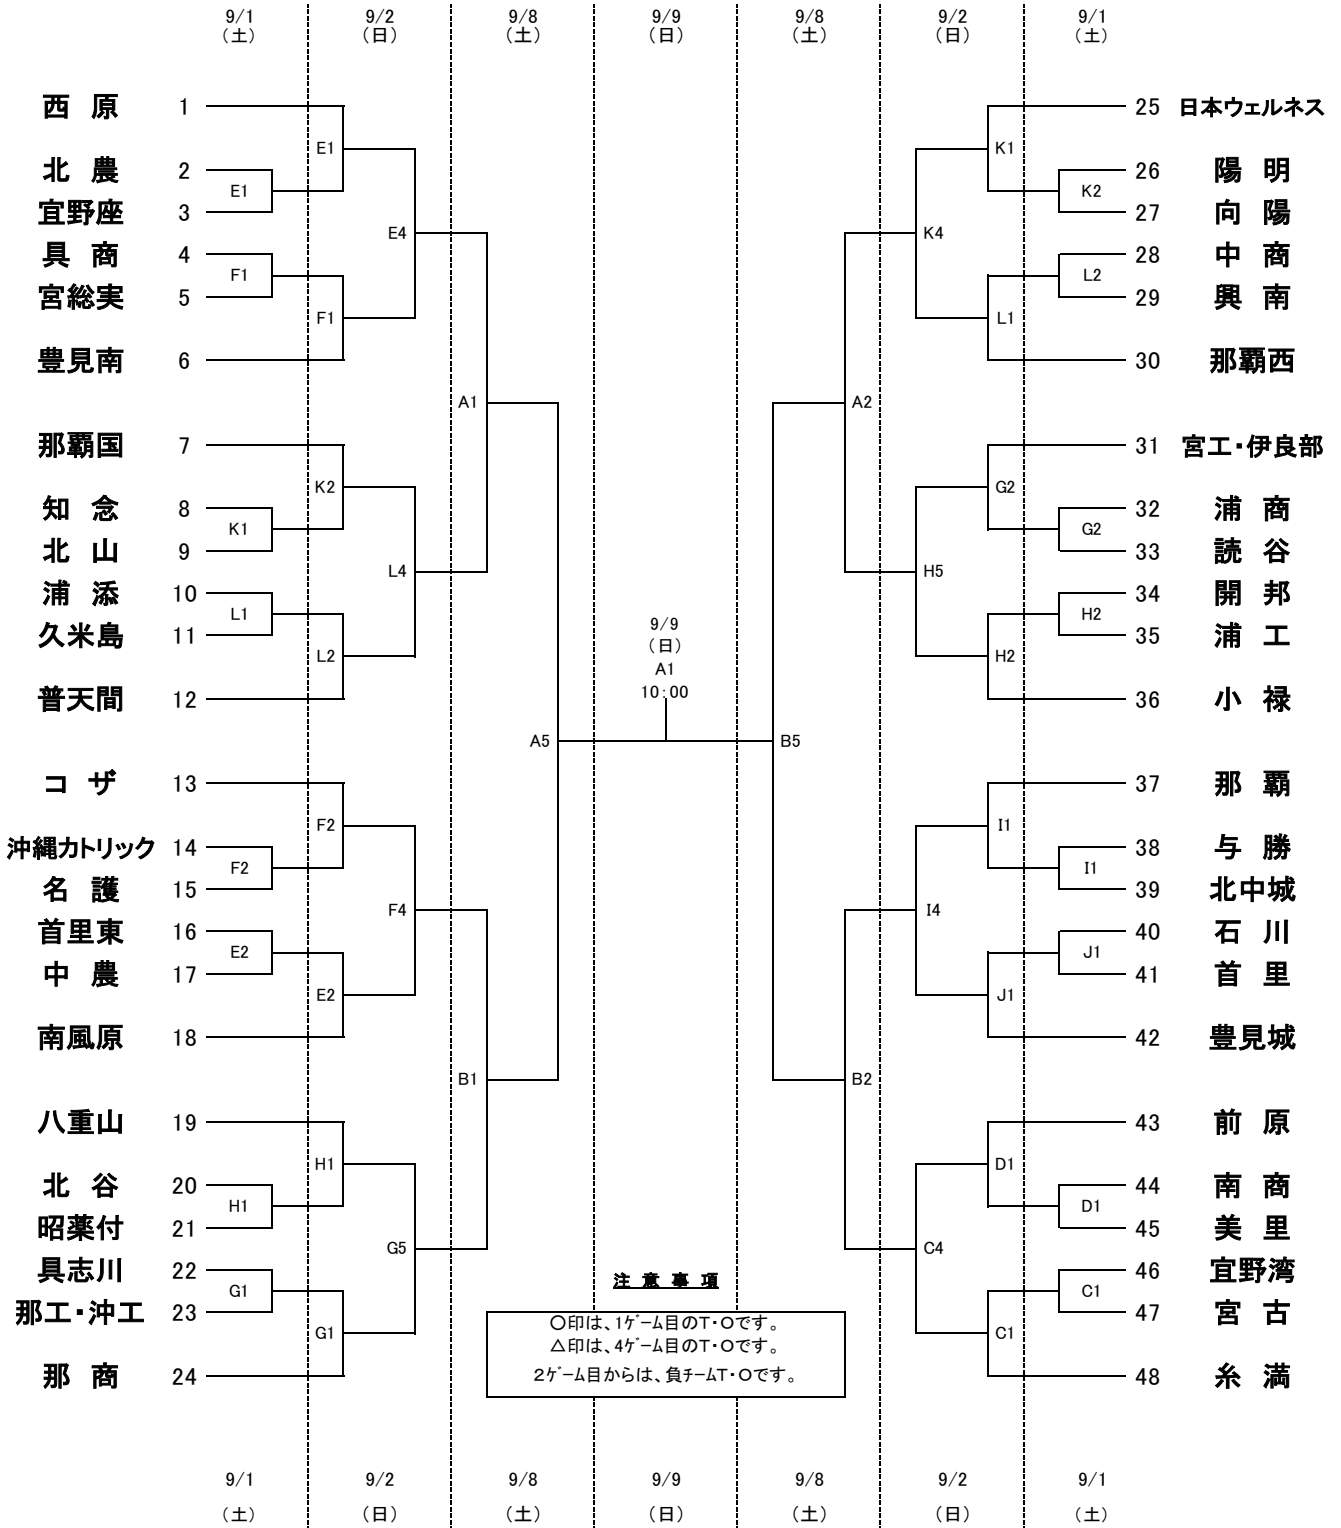 9/1 9/2 9/8 9/9 9/8 9/2 9/1
（土） （日） （土） （日） （土） （日） （土）
西 原 1 25 日本ウェルネス
E1 K1
北 農 2 26 陽 明
E1 K2
宜野座 3 27 向 陽
E4 K4
具 商 4 28 中 商
F1 L2
宮総実 5 29 興 南
F1 L1
豊見南 6 30 那覇西
A1 A2
那覇国 7 31 宮工・伊良部
K2 G2
知 念 8 32 浦 商
K1 G2
北 山 9 33 読谷
L4 H5
浦 添 10 34 開 邦
L1 H2
久米島 11 35 浦 工
L2 H2
普天間 12 36 小 禄
9/9
（日）
A1
10:00
A5 B5
コ ザ 13 37 那 覇
F2 I1
沖縄カトリック 14 38 与 勝
F2 I1
名 護 15 39 北中城
F4 I4
首里東 16 40 石 川
E2 J1
中 農 17 41 首 里
E2 J1
南風原 18 42 豊見城
B1 B2
八重山 19 43 前 原
H1 D1
北 谷 20 44 南 商
H1 D1
昭薬付 21 45 美 里
G5 C4
具志川 22 46 宜野湾
G1 C1
那工・沖工 23 47 宮 古
G1 C1
那 商 24 48 糸 満
注 意 事 項
○印は、1ｹﾞｰﾑ目のT・Oです。
△印は、4ｹﾞｰﾑ目のT・Oです。
２ｹﾞｰﾑ目からは、負ﾁｰﾑT・Oです。
9/1 9/2 9/8 9/9 9/8 9/2 9/1
（土） （日） （土） （日） （土） （日） （土）